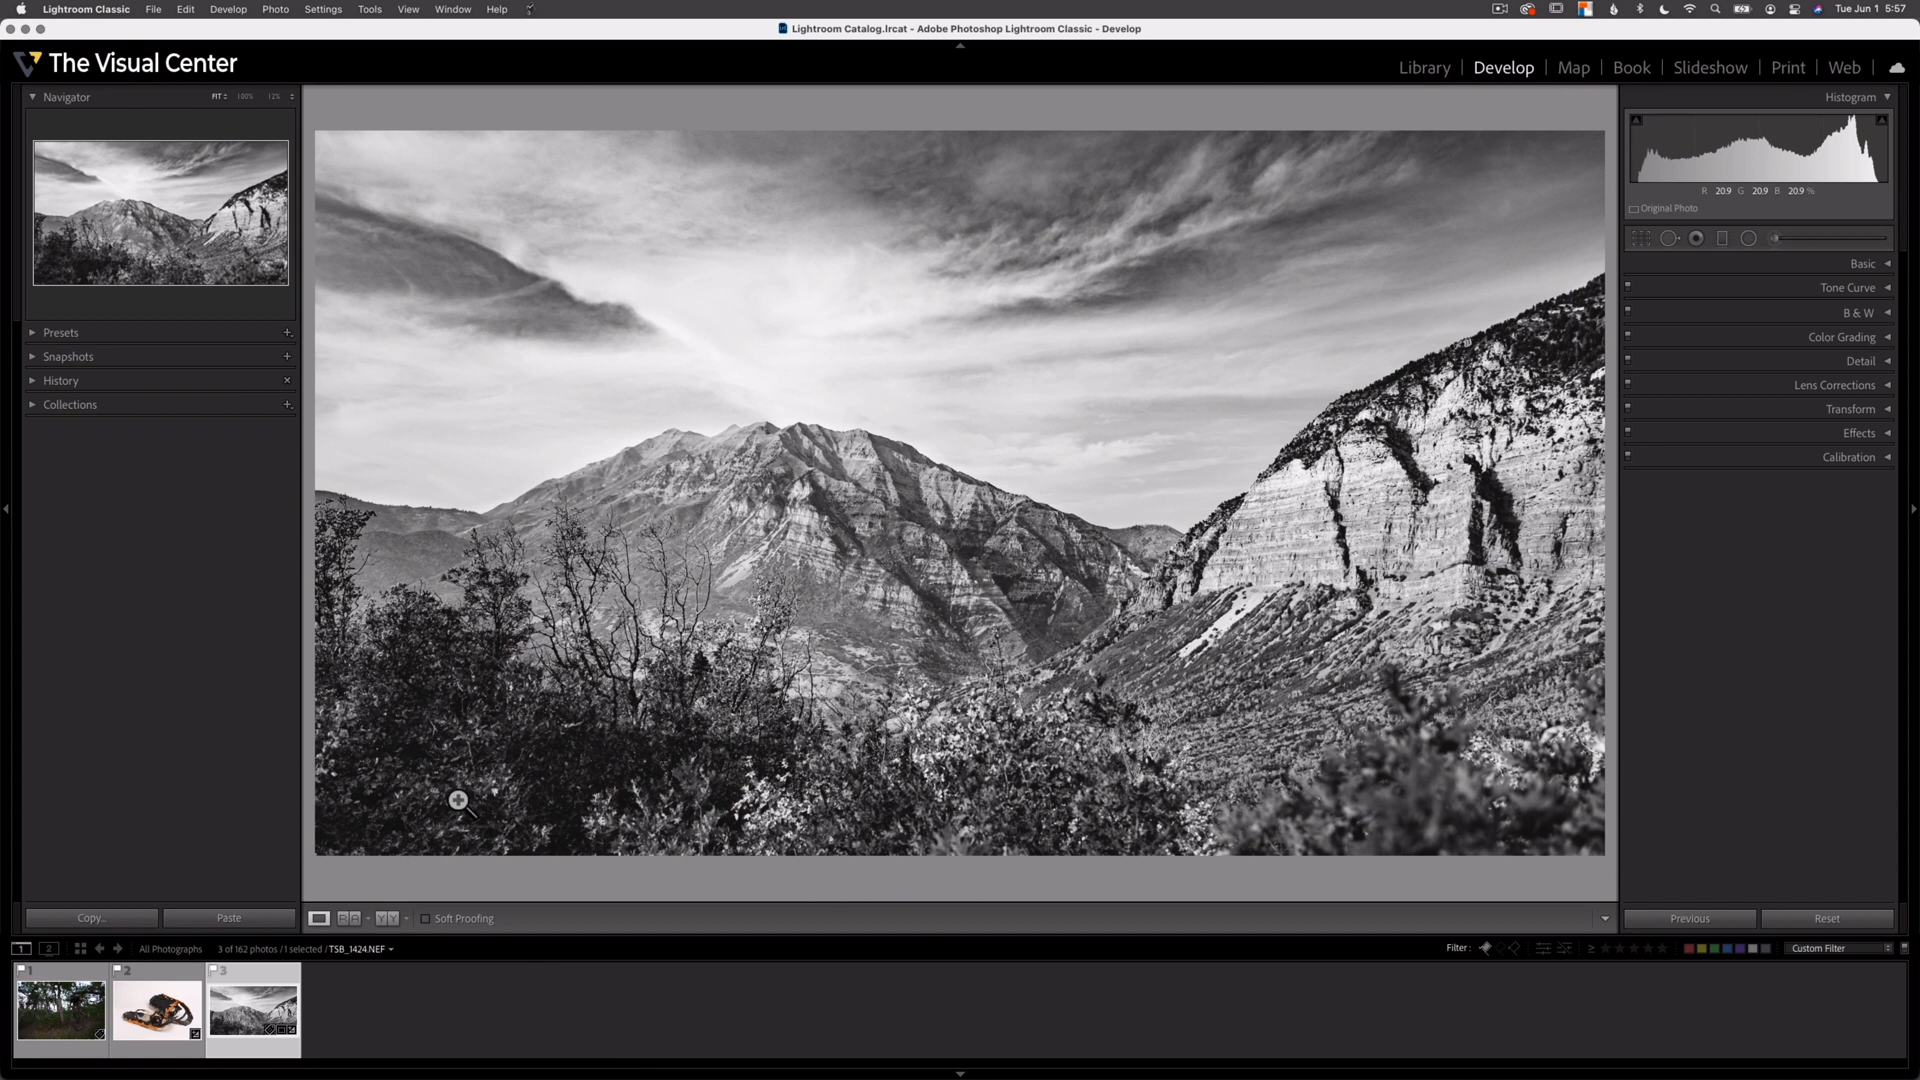 Lightroom Classic File Edit Develop Photo Settings Tools View Window Help Tue Jun 1 5:57
Lightroom Catalog.lrcat - Adobe Photoshop Lightroom Classic - Develop
The Visual Center
Library | Develop | Map | Book | Slideshow | Print | Web
Navigator FIT 100% 12%
Histogram
R 20.9 G 20.9 B 20.9 %
Original Photo
Basic
Tone Curve
B & W
Color Grading
Detail
Lens Corrections
Transform
Effects
Calibration
Presets
Snapshots
History
Collections
Copy... Paste
R A Y Y Soft Proofing
Previous Reset
1 2 All Photographs 3 of 162 photos / 1 selected / TSB_1424.NEF Filter : ≥ Custom Filter
1 2 3